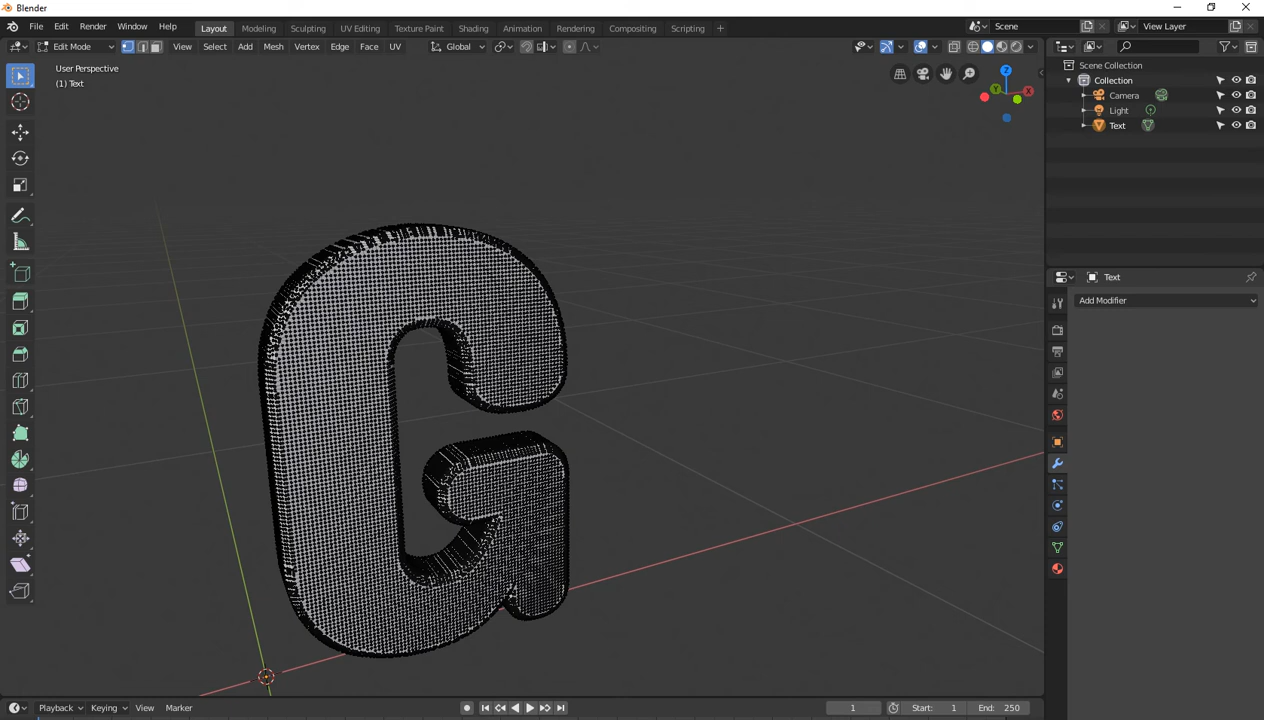 Blender
File Edit Render Window Help Layout Modeling Sculpting UV Editing Texture Paint Shading Animation Rendering Compositing Scripting + Scene View Layer
Edit Mode View Select Add Mesh Vertex Edge Face UV Global
User Perspective
(1) Text
Z
Y X
G
Scene Collection
Collection
Camera
Light
Text
Text
Add Modifier
Playback Keying View Marker 1 Start: 1 End: 250